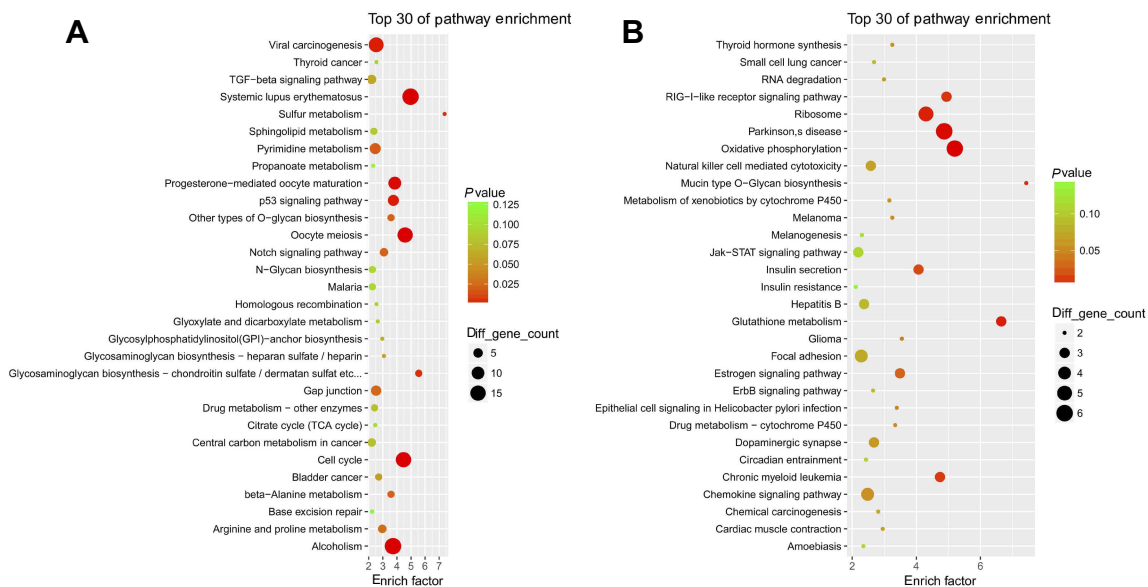 A
Top 30 of pathway enrichment
Viral carcinogenesis
Thyroid cancer
TGF−beta signaling pathway
Systemic lupus erythematosus
Sulfur metabolism
Sphingolipid metabolism
Pyrimidine metabolism
Propanoate metabolism
Progesterone−mediated oocyte maturation
p53 signaling pathway
Other types of O−glycan biosynthesis
Oocyte meiosis
Notch signaling pathway
N−Glycan biosynthesis
Malaria
Homologous recombination
Glyoxylate and dicarboxylate metabolism
Glycosylphosphatidylinositol(GPI)−anchor biosynthesis
Glycosaminoglycan biosynthesis − heparan sulfate / heparin
Glycosaminoglycan biosynthesis − chondroitin sulfate / dermatan sulfat etc...
Gap junction
Drug metabolism − other enzymes
Citrate cycle (TCA cycle)
Central carbon metabolism in cancer
Cell cycle
Bladder cancer
beta−Alanine metabolism
Base excision repair
Arginine and proline metabolism
Alcoholism
2 3 4 5 6 7
Enrich factor
P value
0.125
0.100
0.075
0.050
0.025
Diff_gene_count
5
10
15
B
Top 30 of pathway enrichment
Thyroid hormone synthesis
Small cell lung cancer
RNA degradation
RIG−I−like receptor signaling pathway
Ribosome
Parkinson,s disease
Oxidative phosphorylation
Natural killer cell mediated cytotoxicity
Mucin type O−Glycan biosynthesis
Metabolism of xenobiotics by cytochrome P450
Melanoma
Melanogenesis
Jak−STAT signaling pathway
Insulin secretion
Insulin resistance
Hepatitis B
Glutathione metabolism
Glioma
Focal adhesion
Estrogen signaling pathway
ErbB signaling pathway
Epithelial cell signaling in Helicobacter pylori infection
Drug metabolism − cytochrome P450
Dopaminergic synapse
Circadian entrainment
Chronic myeloid leukemia
Chemokine signaling pathway
Chemical carcinogenesis
Cardiac muscle contraction
Amoebiasis
2 4 6
Enrich factor
P value
0.10
0.05
Diff_gene_count
2
3
4
5
6